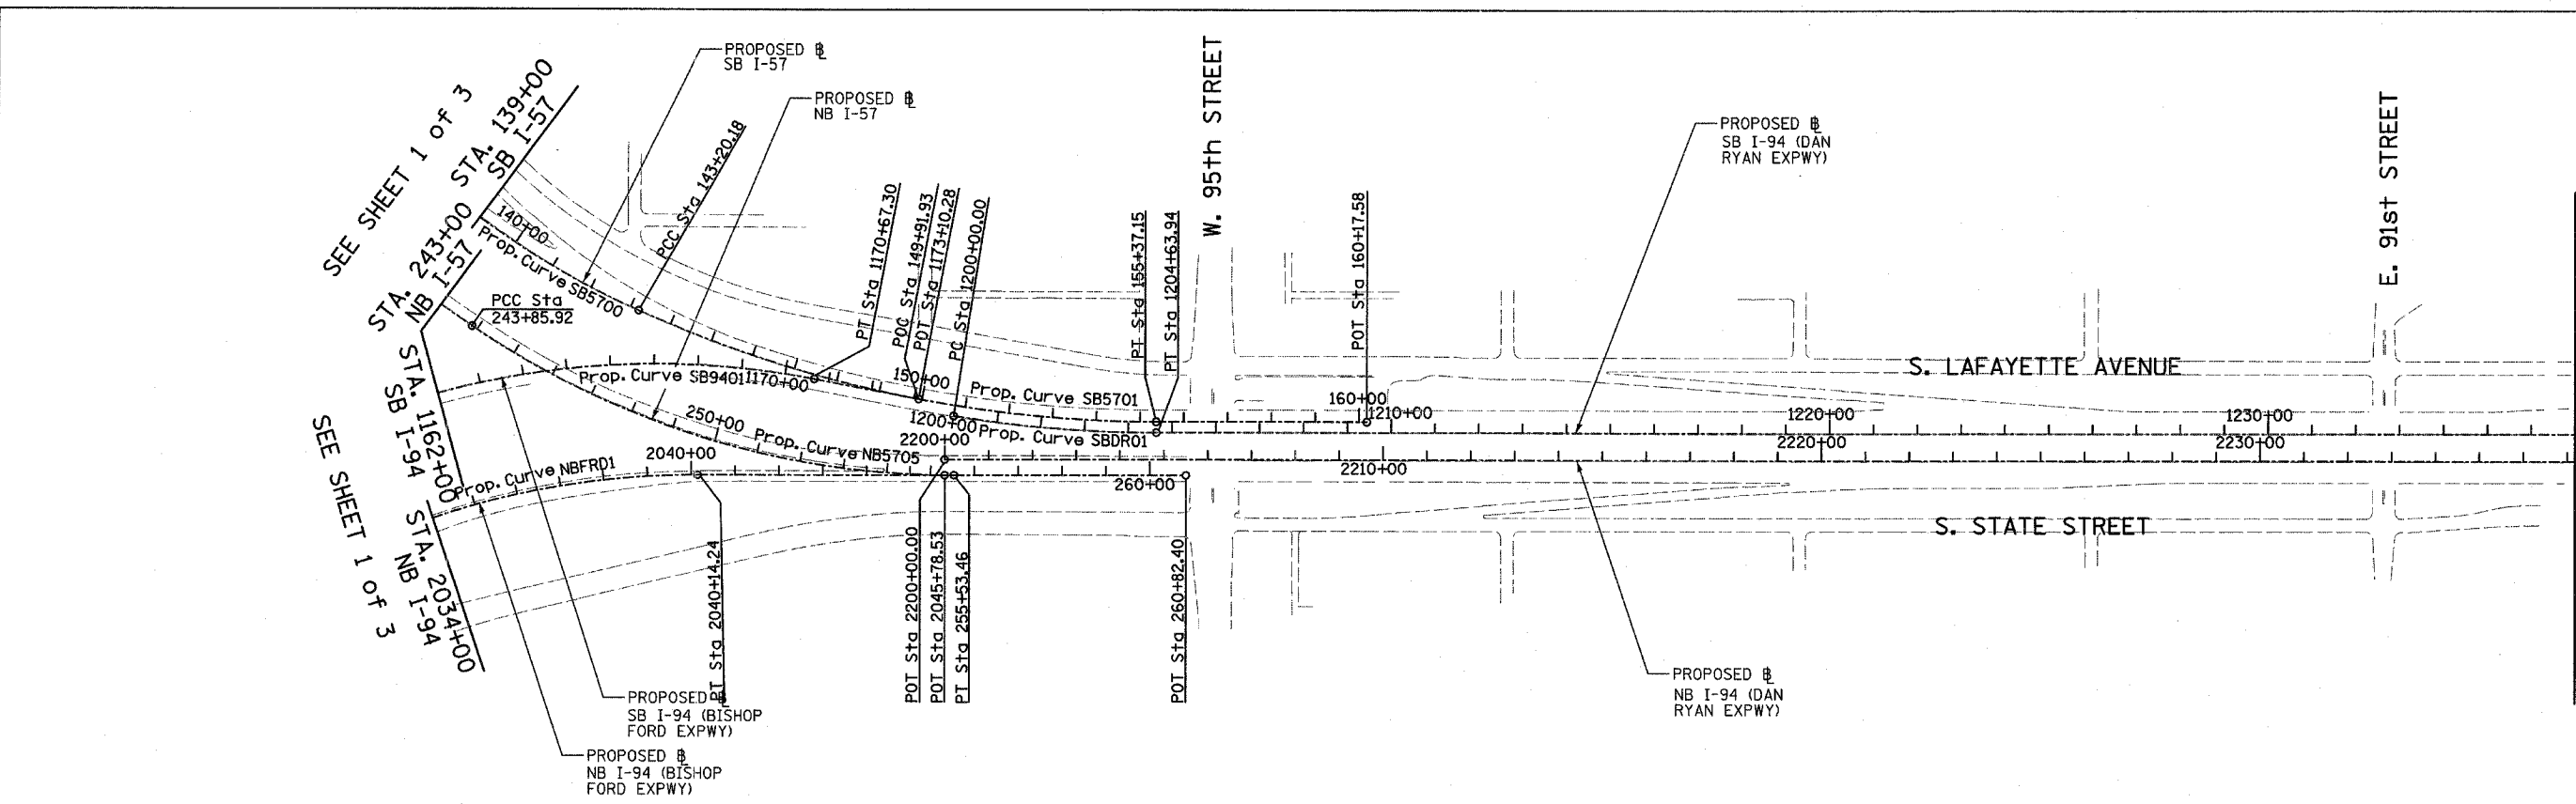 PROPOSED ⅊
SB I-57
PROPOSED ⅊
NB I-57
SEE SHEET 1 of 3
STA. 139+00
SB I-57
STA. 243+00
NB I-57
140+00
Prop. Curve SB5700
PCC Sta 143+20.18
PCC Sta
243+85.92
PT Sta 1170+67.30
POC Sta 149+91.93
POT Sta 1173+10.28
PC Sta 1200+00.00
PT Sta 155+37.15
PT Sta 1204+63.94
W. 95th STREET
POT Sta 160+17.58
PROPOSED ⅊
SB I-94 (DAN
RYAN EXPWY)
E. 91st STREET
S. LAFAYETTE AVENUE
STA. 1162+00
SB I-94
Prop. Curve SB9401
1170+00
150+00
Prop. Curve SB5701
160+00
1210+00
1220+00
1230+00
250+00
1200+00
Prop. Curve SBDR01
Prop. Curve NB5705
2200+00
2040+00
2210+00
2220+00
2230+00
260+00
Prop. Curve NBFRD1
SEE SHEET 1 of 3
STA. 2034+00
NB I-94
S. STATE STREET
PT Sta 2040+14.24
POT Sta 2200+00.00
POT Sta 2045+78.53
PT Sta 255+53.46
POT Sta 260+82.40
PROPOSED ⅊
SB I-94 (BISHOP
FORD EXPWY)
PROPOSED ⅊
NB I-94 (BISHOP
FORD EXPWY)
PROPOSED ⅊
NB I-94 (DAN
RYAN EXPWY)